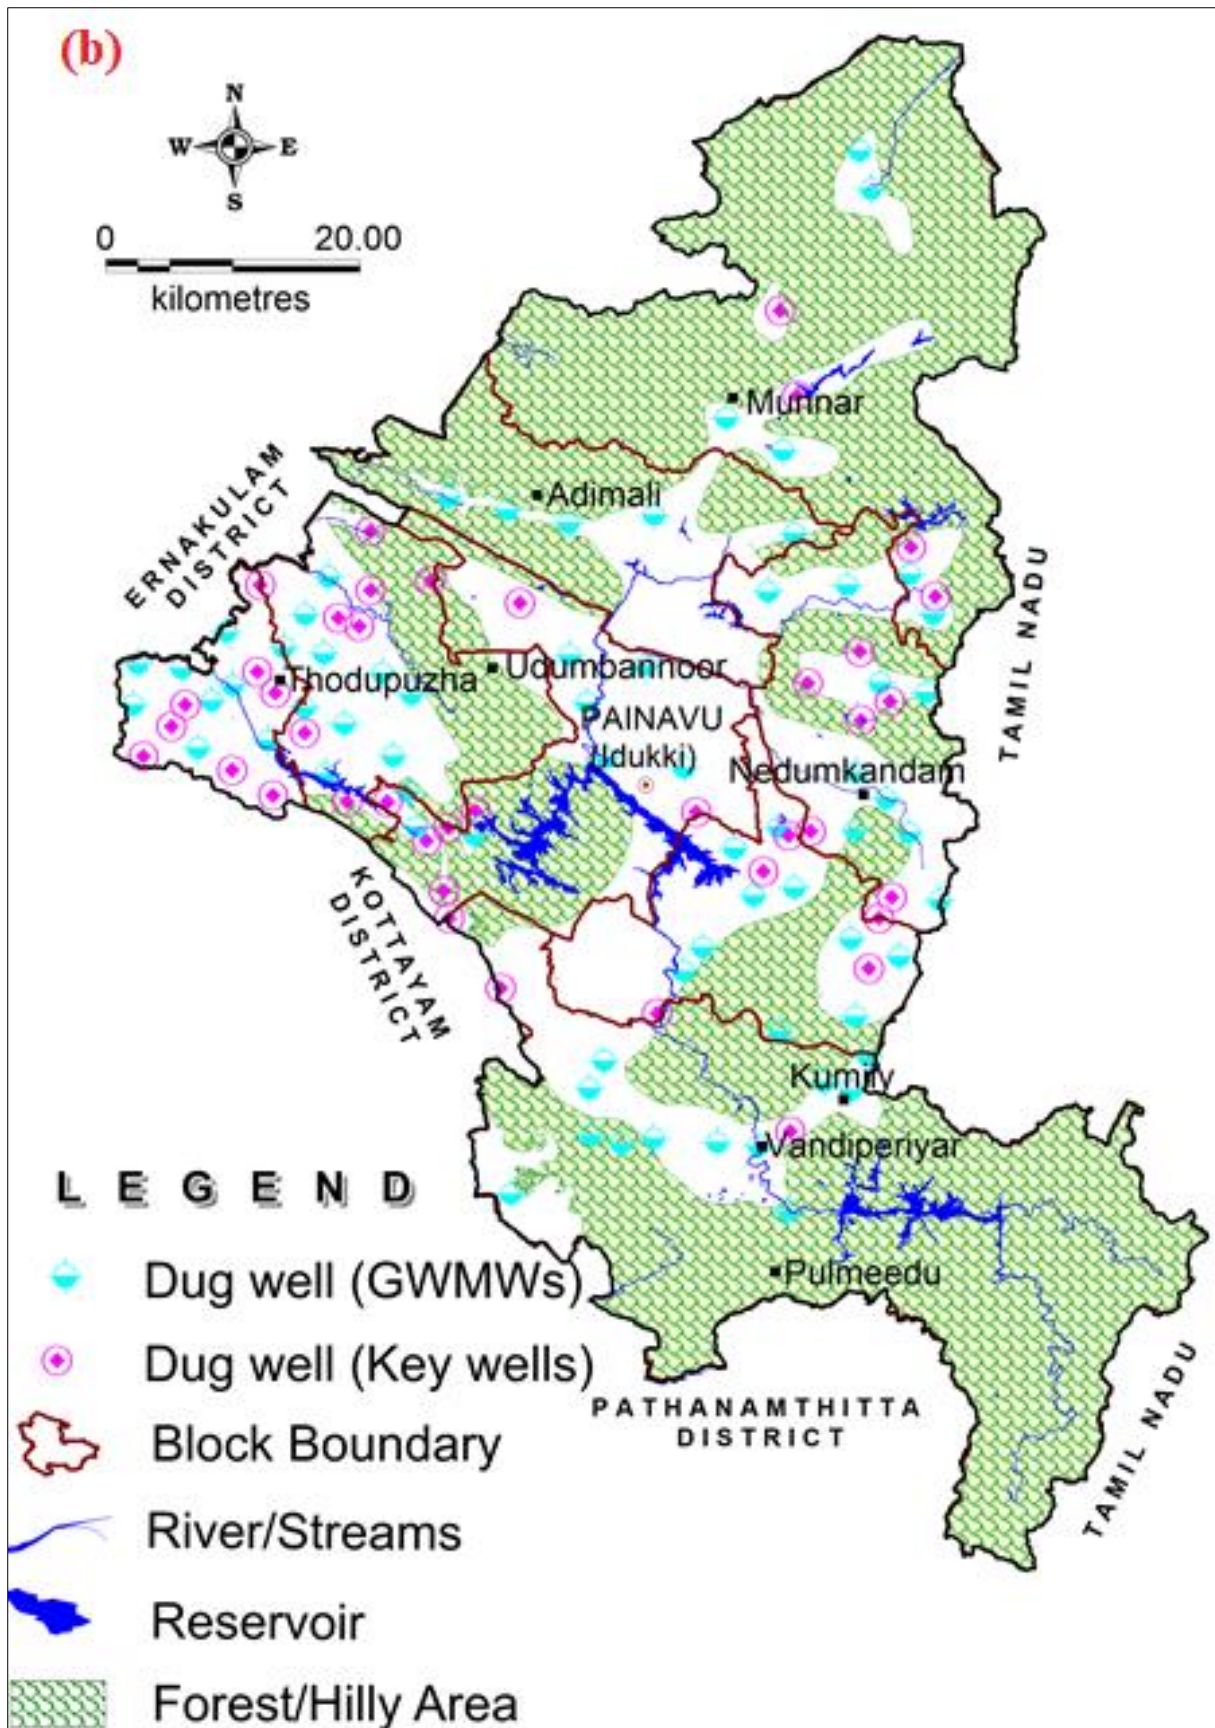 (b)
N
W E
S
0 20.00
kilometres
Munnar
Adimali
ERNAKULAM
DISTRICT
TAMIL NADU
Udumbannoor
Thodupuzha
PAINAVU
(Idukki)
Nedumkandam
KOTTAYAM
DISTRICT
Kumily
Vandiperiyar
Pulmeedu
PATHANAMTHITTA
DISTRICT
TAMIL NADU
LEGEND
Dug well (GWMWs)
Dug well (Key wells)
Block Boundary
River/Streams
Reservoir
Forest/Hilly Area